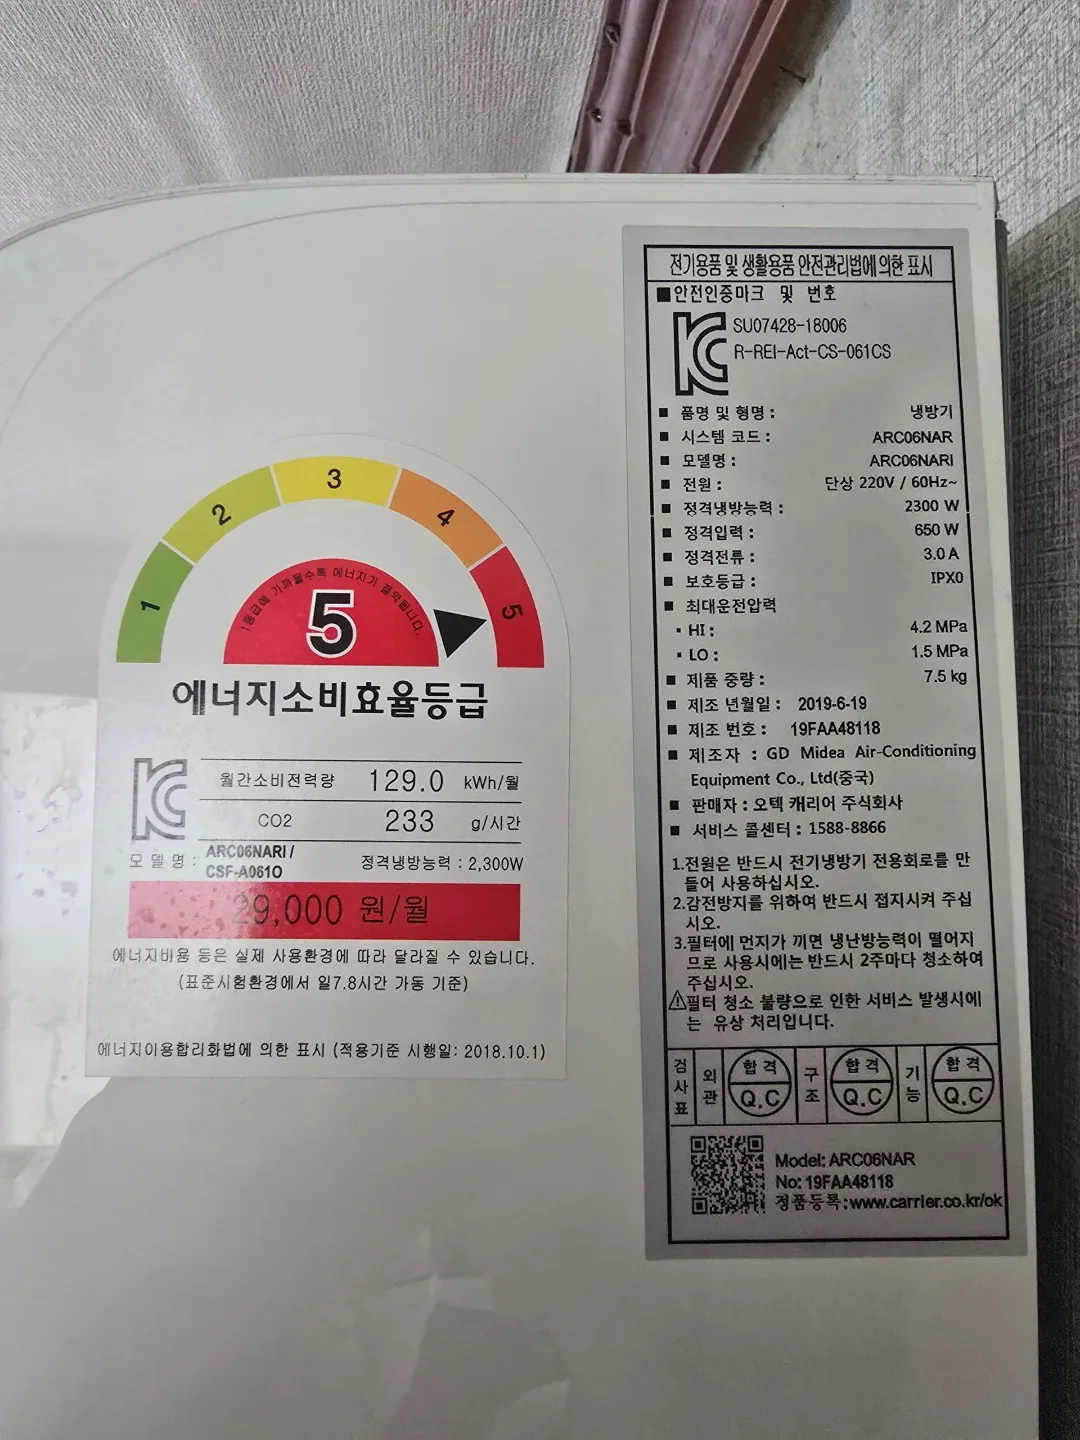 1
2
3
4
5
1등급에 가까울수록 에너지가 절약됩니다.
5
에너지소비효율등급
월간소비전력량 129.0 kWh/월
CO2 233 g/시간
모 델 명 : ARC06NARI /
CSF-A061O
정격냉방능력 : 2,300W
29,000 원/월
에너지비용 등은 실제 사용환경에 따라 달라질 수 있습니다.
(표준시험환경에서 일7.8시간 가동 기준)
에너지이용합리화법에 의한 표시 (적용기준 시행일: 2018.10.1)
전기용품 및 생활용품 안전관리법에 의한 표시
■안전인증마크 및 번호
SU07428-18006
R-REI-Act-CS-061CS
■ 품명 및 형명 : 냉방기
■ 시스템 코드 : ARC06NAR
■ 모델명 : ARC06NARI
■ 전원 : 단상 220V / 60Hz~
■ 정격냉방능력 : 2300 W
■ 정격입력 : 650 W
■ 정격전류 : 3.0 A
■ 보호등급 : IPX0
■ 최대운전압력
▪ HI : 4.2 MPa
▪ LO : 1.5 MPa
■ 제품 중량 : 7.5 kg
■ 제조 년월일 : 2019-6-19
■ 제조 번호 : 19FAA48118
■ 제조자 : GD Midea Air-Conditioning
Equipment Co., Ltd(중국)
■ 판매자 : 오텍 캐리어 주식회사
■ 서비스 콜센터 : 1588-8866
1.전원은 반드시 전기냉방기 전용회로를 만
들어 사용하십시오.
2.감전방지를 위하여 반드시 접지시켜 주십
시오.
3.필터에 먼지가 끼면 냉난방능력이 떨어지
므로 사용시에는 반드시 2주마다 청소하여
주십시오.
⚠필터 청소 불량으로 인한 서비스 발생시에
는 유상 처리입니다.
검사표 외관 합격 Q.C 구조 합격 Q.C 기능 합격 Q.C
Model: ARC06NAR
No: 19FAA48118
정품등록:www.carrier.co.kr/ok